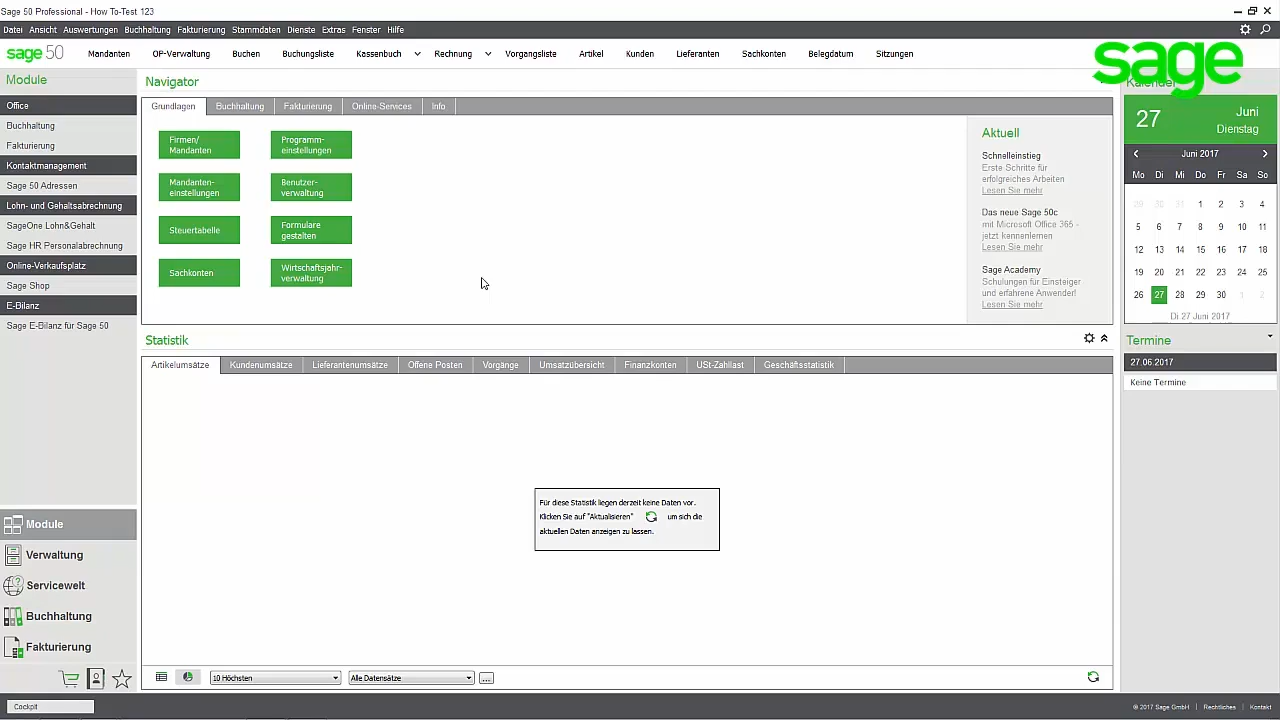 Sage 50 Professional - How To-Test 123
Datei Ansicht Auswertungen Buchhaltung Fakturierung Stammdaten Dienste Extras Fenster Hilfe
sage 50
Mandanten OP-Verwaltung Buchen Buchungsliste Kassenbuch Rechnung Vorgangsliste Artikel Kunden Lieferanten Sachkonten Belegdatum Sitzungen
sage
Module
Office
Buchhaltung
Fakturierung
Kontaktmanagement
Sage 50 Adressen
Lohn- und Gehaltsabrechnung
SageOne Lohn&Gehalt
Sage HR Personalabrechnung
Online-Verkaufsplatz
Sage Shop
E-Bilanz
Sage E-Bilanz für Sage 50
Module
Verwaltung
Servicewelt
Buchhaltung
Fakturierung
Cockpit
Navigator
Grundlagen Buchhaltung Fakturierung Online-Services Info
Firmen/
Mandanten
Programm-
einstellungen
Mandanten-
einstellungen
Benutzer-
verwaltung
Steuertabelle
Formulare
gestalten
Sachkonten
Wirtschaftsjahr-
verwaltung
Aktuell
Schnelleinstieg
Erste Schritte für
erfolgreiches Arbeiten
Lesen Sie mehr
Das neue Sage 50c
mit Microsoft Office 365 -
jetzt kennenlernen
Lesen Sie mehr
Sage Academy
Schulungen für Einsteiger
und erfahrene Anwender!
Lesen Sie mehr
Statistik
Artikelumsätze Kundenumsätze Lieferantenumsätze Offene Posten Vorgänge Umsatzübersicht Finanzkonten USt-Zahllast Geschäftsstatistik
Für diese Statistik liegen derzeit keine Daten vor.
Klicken Sie auf "Aktualisieren" um sich die
aktuellen Daten anzeigen zu lassen.
10 Höchsten Alle Datensätze ...
Kalender
27 Juni
Dienstag
Juni 2017
Mo Di Mi Do Fr Sa So
29 30 31 1 2 3 4
5 6 7 8 9 10 11
12 13 14 15 16 17 18
19 20 21 22 23 24 25
26 27 28 29 30 1 2
Di 27 Juni 2017
Termine
27.06.2017
Keine Termine
© 2017 Sage GmbH | Rechtliches | Kontakt